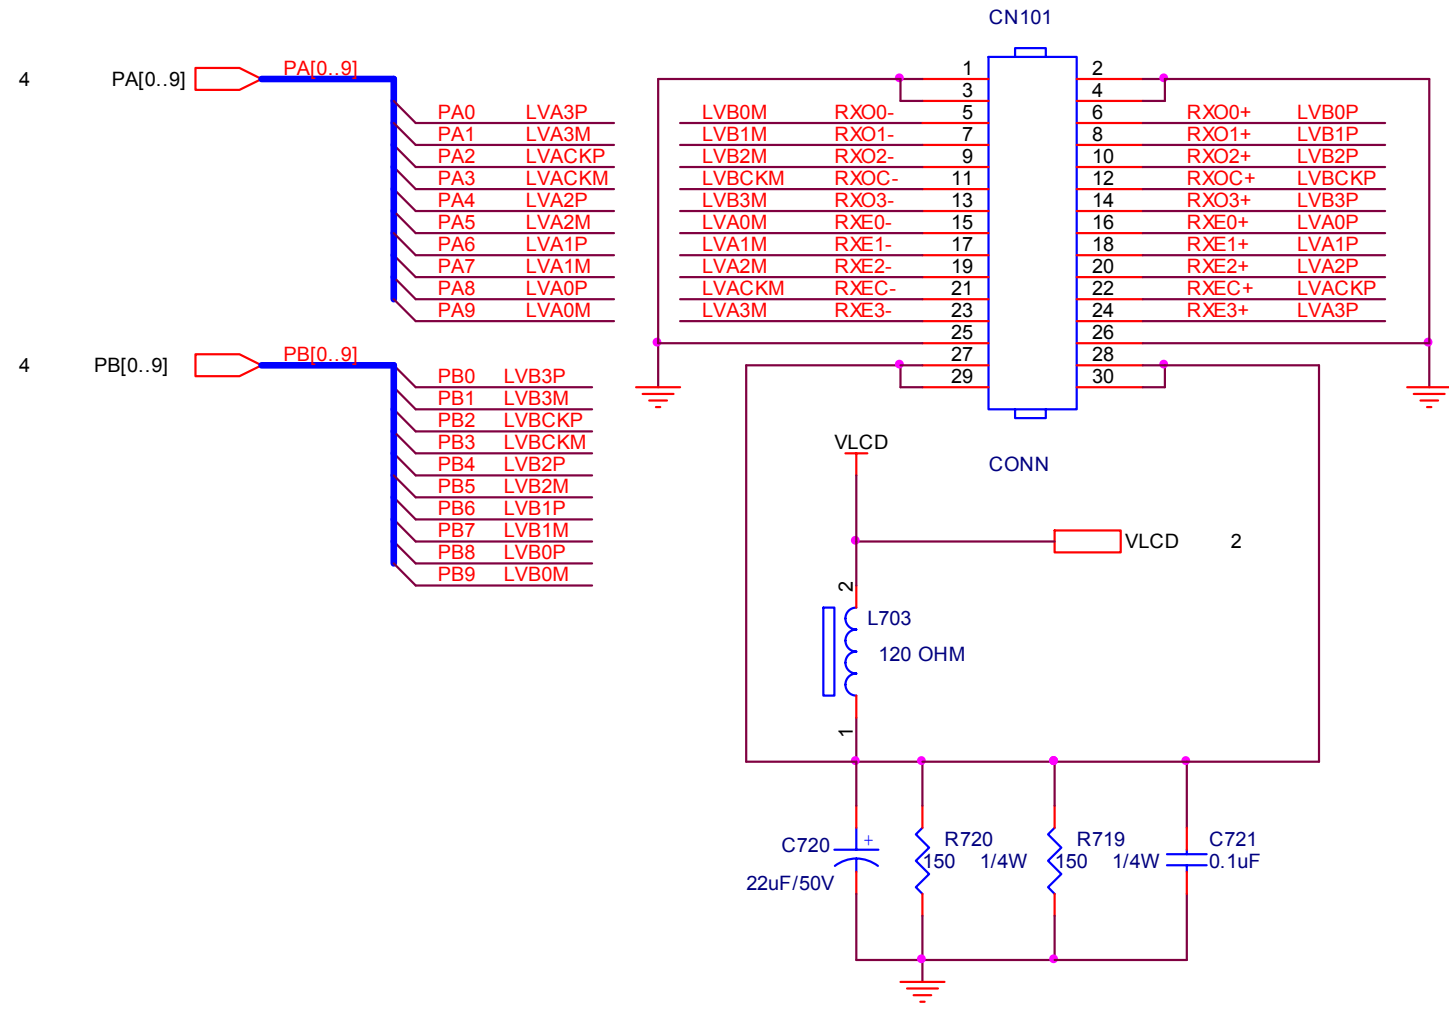 CN101
4 PA[0..9] PA[0..9]
PA0 LVA3P
PA1 LVA3M
PA2 LVACKP
PA3 LVACKM
PA4 LVA2P
PA5 LVA2M
PA6 LVA1P
PA7 LVA1M
PA8 LVA0P
PA9 LVA0M
4 PB[0..9] PB[0..9]
PB0 LVB3P
PB1 LVB3M
PB2 LVBCKP
PB3 LVBCKM
PB4 LVB2P
PB5 LVB2M
PB6 LVB1P
PB7 LVB1M
PB8 LVB0P
PB9 LVB0M
1 2
3 4
LVB0M RXO0- 5 6 RXO0+ LVB0P
LVB1M RXO1- 7 8 RXO1+ LVB1P
LVB2M RXO2- 9 10 RXO2+ LVB2P
LVBCKM RXOC- 11 12 RXOC+ LVBCKP
LVB3M RXO3- 13 14 RXO3+ LVB3P
LVA0M RXE0- 15 16 RXE0+ LVA0P
LVA1M RXE1- 17 18 RXE1+ LVA1P
LVA2M RXE2- 19 20 RXE2+ LVA2P
LVACKM RXEC- 21 22 RXEC+ LVACKP
LVA3M RXE3- 23 24 RXE3+ LVA3P
25 26
27 28
29 30
VLCD
CONN
VLCD 2
2
L703
120 OHM
1
C720 +
22uF/50V
R720
150 1/4W
R719
150 1/4W
C721
0.1uF